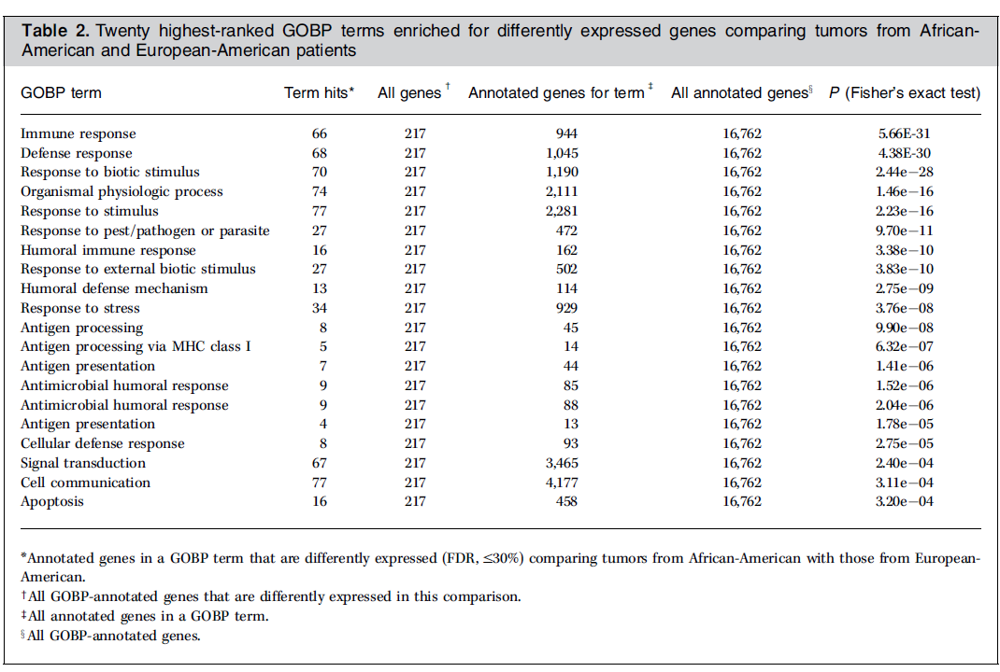 Table 2. Twenty highest-ranked GOBP terms enriched for differently expressed genes comparing tumors from African-
American and European-American patients
GOBP term Term hits* All genes † Annotated genes for term ‡ All annotated genes§ P (Fisher's exact test)
Immune response 66 217 944 16,762 5.66E-31
Defense response 68 217 1,045 16,762 4.38E-30
Response to biotic stimulus 70 217 1,190 16,762 2.44e−28
Organismal physiologic process 74 217 2,111 16,762 1.46e−16
Response to stimulus 77 217 2,281 16,762 2.23e−16
Response to pest/pathogen or parasite 27 217 472 16,762 9.70e−11
Humoral immune response 16 217 162 16,762 3.38e−10
Response to external biotic stimulus 27 217 502 16,762 3.83e−10
Humoral defense mechanism 13 217 114 16,762 2.75e−09
Response to stress 34 217 929 16,762 3.76e−08
Antigen processing 8 217 45 16,762 9.90e−08
Antigen processing via MHC class I 5 217 14 16,762 6.32e−07
Antigen presentation 7 217 44 16,762 1.41e−06
Antimicrobial humoral response 9 217 85 16,762 1.52e−06
Antimicrobial humoral response 9 217 88 16,762 2.04e−06
Antigen presentation 4 217 13 16,762 1.78e−05
Cellular defense response 8 217 93 16,762 2.75e−05
Signal transduction 67 217 3,465 16,762 2.40e−04
Cell communication 77 217 4,177 16,762 3.11e−04
Apoptosis 16 217 458 16,762 3.20e−04
*Annotated genes in a GOBP term that are differently expressed (FDR, ≤30%) comparing tumors from African-American with those from European-
American.
†All GOBP-annotated genes that are differently expressed in this comparison.
‡All annotated genes in a GOBP term.
§All GOBP-annotated genes.